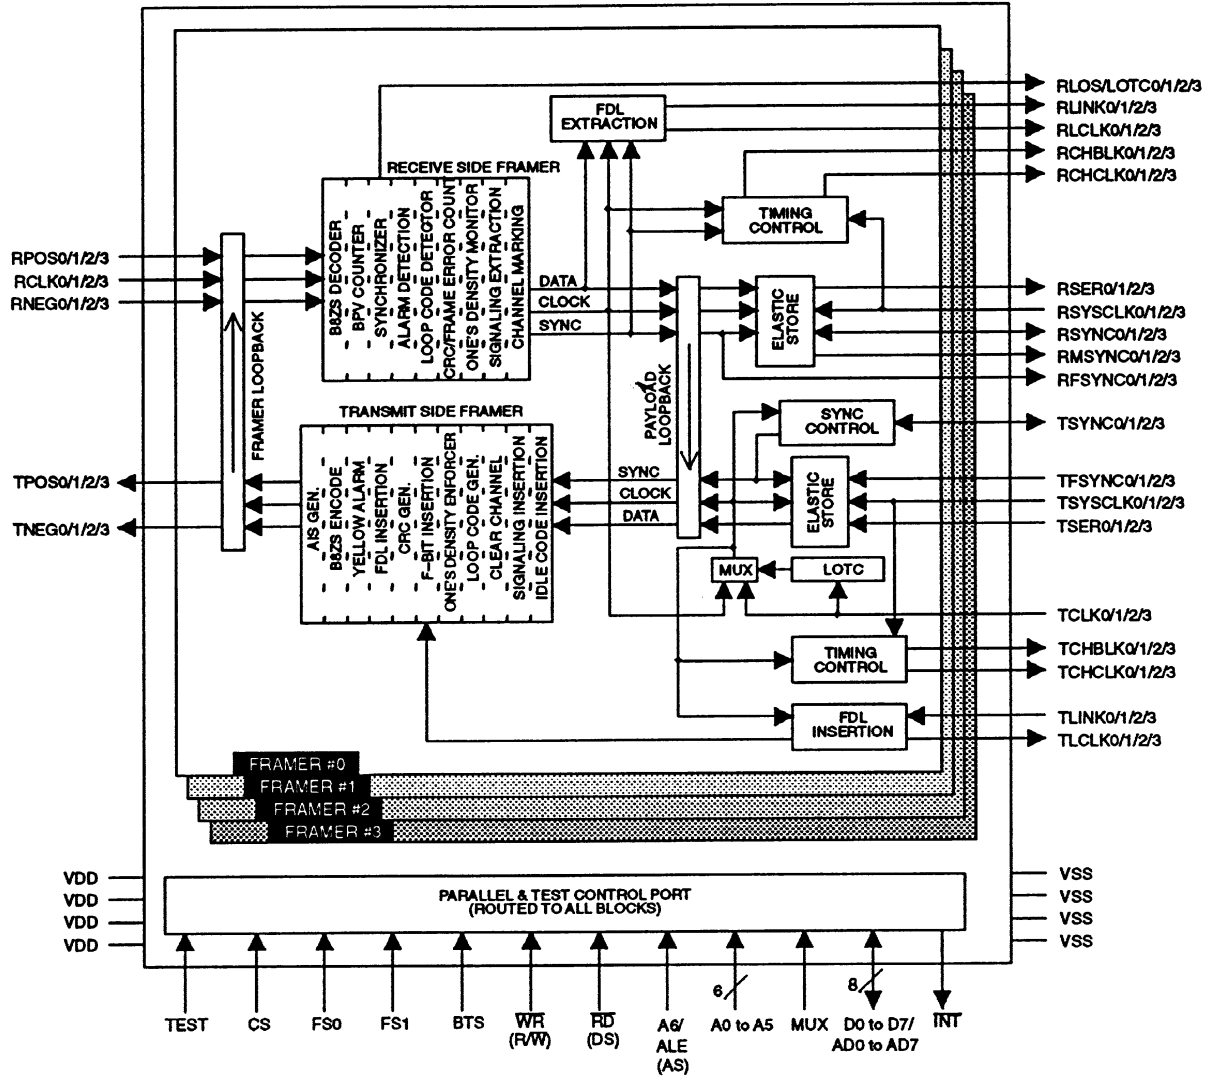 RLOS/LOTC0/1/2/3
RLINK0/1/2/3
RLCLK0/1/2/3
RCHBLK0/1/2/3
RCHCLK0/1/2/3
FDL
EXTRACTION
RECEIVE SIDE FRAMER
TIMING
CONTROL
RPOS0/1/2/3
RCLK0/1/2/3
RNEG0/1/2/3
B8ZS DECODER
BPV COUNTER
SYNCHRONIZER
ALARM DETECTION
LOOP CODE DETECTOR
CRC/FRAME ERROR COUNT
ONE'S DENSITY MONITOR
SIGNALING EXTRACTION
CHANNEL MARKING
DATA
CLOCK
SYNC
ELASTIC
STORE
RSER0/1/2/3
RSYSCLK0/1/2/3
RSYNC0/1/2/3
RMSYNC0/1/2/3
RFSYNC0/1/2/3
FRAMER LOOPBACK
PAYLOAD
LOOPBACK
TRANSMIT SIDE FRAMER
SYNC
CONTROL
TSYNC0/1/2/3
TPOS0/1/2/3
TNEG0/1/2/3
AIS GEN.
B8ZS ENCODE
YELLOW ALARM
FDL INSERTION
CRC GEN.
F-BIT INSERTION
ONE'S DENSITY ENFORCER
LOOP CODE GEN.
CLEAR CHANNEL
SIGNALING INSERTION
IDLE CODE INSERTION
SYNC
CLOCK
DATA
ELASTIC
STORE
TFSYNC0/1/2/3
TSYSCLK0/1/2/3
TSER0/1/2/3
MUX
LOTC
TCLK0/1/2/3
TIMING
CONTROL
TCHBLK0/1/2/3
TCHCLK0/1/2/3
FDL
INSERTION
TLINK0/1/2/3
TLCLK0/1/2/3
FRAMER #0
FRAMER #1
FRAMER #2
FRAMER #3
VDD
VDD
VDD
VDD
PARALLEL & TEST CONTROL PORT
(ROUTED TO ALL BLOCKS)
VSS
VSS
VSS
VSS
6
8
TEST
CS
FS0
FS1
BTS
WR
(R/W)
RD
(DS)
A6/
ALE
(AS)
A0 to A5
MUX
D0 to D7/
AD0 to AD7
INT